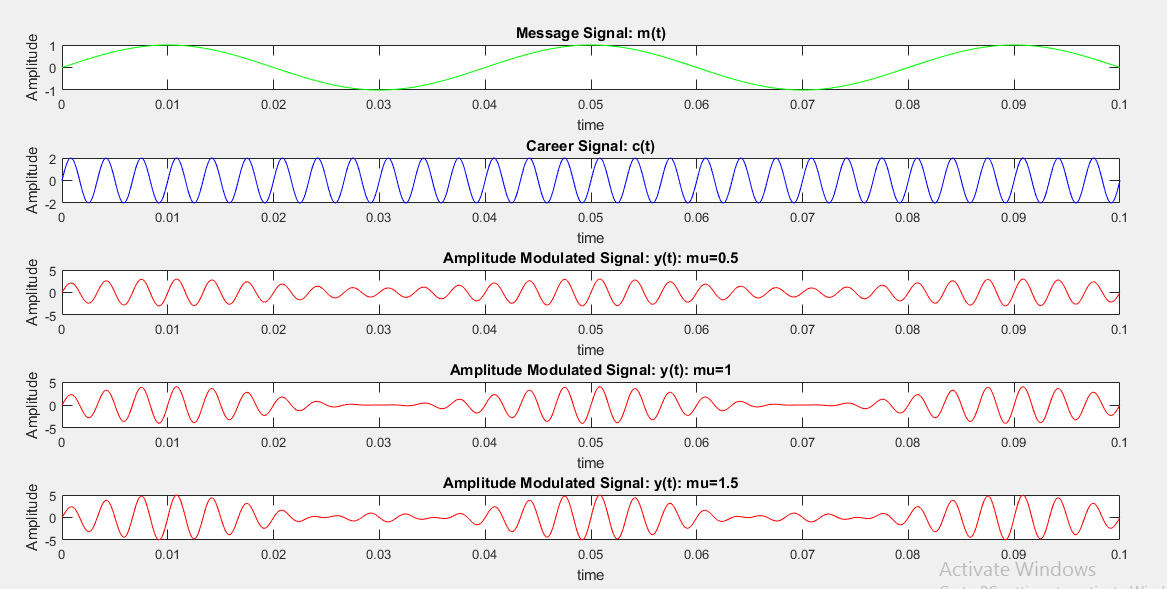 Message Signal: m(t)
Amplitude
1
0
-1
0 0.01 0.02 0.03 0.04 0.05 0.06 0.07 0.08 0.09 0.1
time
Career Signal: c(t)
Amplitude
2
0
-2
0 0.01 0.02 0.03 0.04 0.05 0.06 0.07 0.08 0.09 0.1
time
Amplitude Modulated Signal: y(t): mu=0.5
Amplitude
5
0
-5
0 0.01 0.02 0.03 0.04 0.05 0.06 0.07 0.08 0.09 0.1
time
Amplitude Modulated Signal: y(t): mu=1
Amplitude
5
0
-5
0 0.01 0.02 0.03 0.04 0.05 0.06 0.07 0.08 0.09 0.1
time
Amplitude Modulated Signal: y(t): mu=1.5
Amplitude
5
0
-5
0 0.01 0.02 0.03 0.04 0.05 0.06 0.07 0.08 0.09 0.1
time
Activate Windows